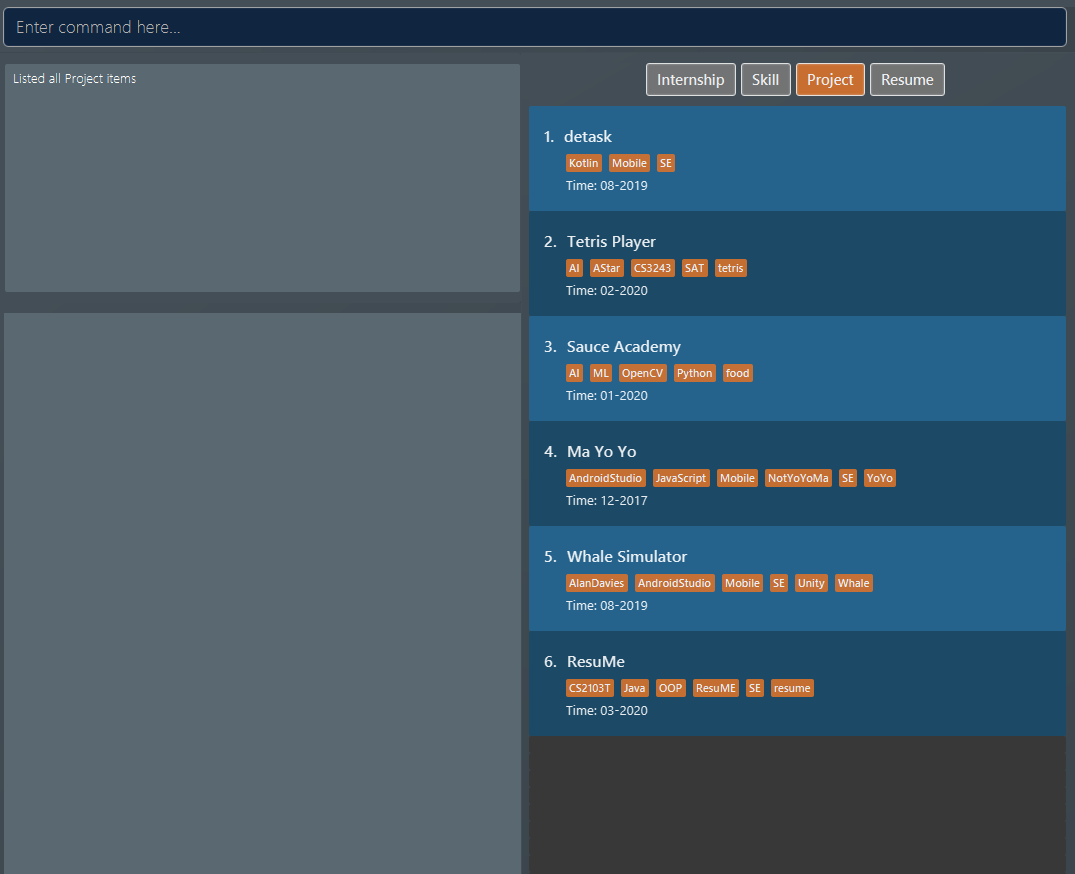 Enter command here...
Listed all Project items
Internship Skill Project Resume
1. detask
Kotlin Mobile SE
Time: 08-2019
2. Tetris Player
AI AStar CS3243 SAT tetris
Time: 02-2020
3. Sauce Academy
AI ML OpenCV Python food
Time: 01-2020
4. Ma Yo Yo
AndroidStudio JavaScript Mobile NotYoYoMa SE YoYo
Time: 12-2017
5. Whale Simulator
AlanDavies AndroidStudio Mobile SE Unity Whale
Time: 08-2019
6. ResuMe
CS2103T Java OOP ResuME SE resume
Time: 03-2020